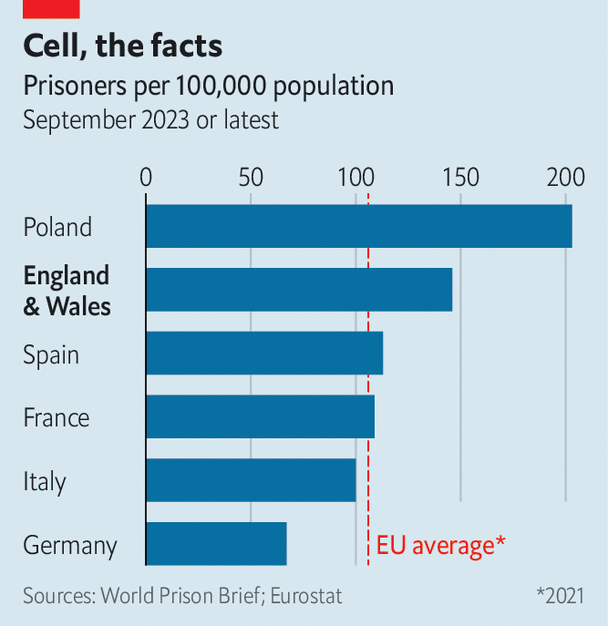 Cell, the facts
Prisoners per 100,000 population
September 2023 or latest
0 50 100 150 200
Poland
England
& Wales
Spain
France
Italy
Germany
EU average*
Sources: World Prison Brief; Eurostat
*2021